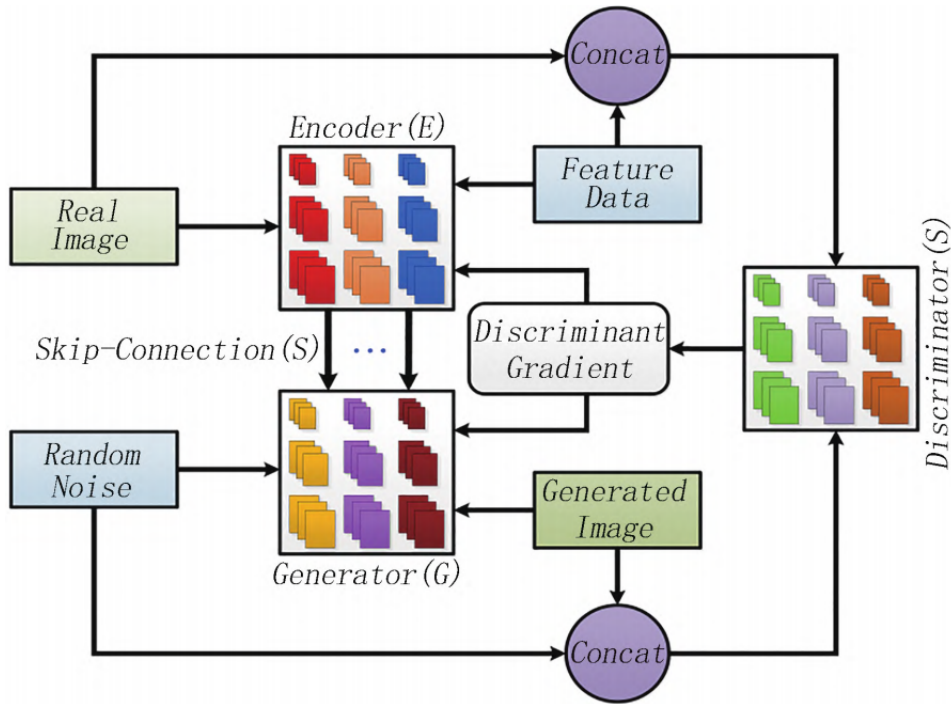 Concat
Encoder(E)
Feature
Data
Real
Image
Discriminant
Gradient
Discriminator(S)
Skip-Connection(S)
...
Random
Noise
Generated
Image
Generator(G)
Concat